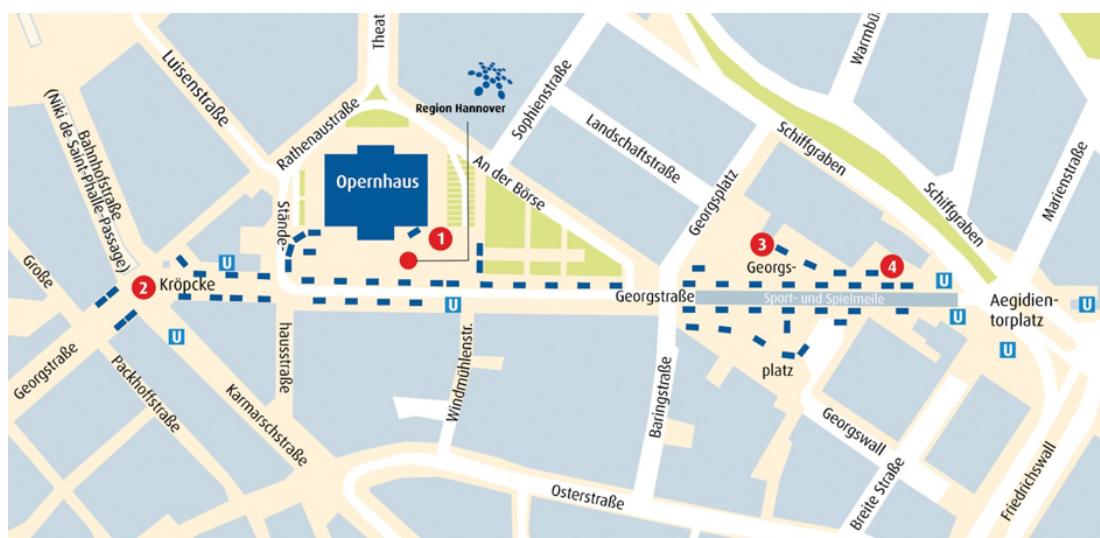 Luisenstraße
Theat
Region Hannover
Sophienstraße
Warmbü
(Niki de Saint-Phalle-Passage)
Bahnhofstraße
Rathenaustraße
Landschaftstraße
Schiffgraben
Opernhaus
An der Börse
Georgsplatz
Schiffgraben
Marienstraße
Stände-
1
Große
2
Kröpcke
U
3
Georgs-
4
U
Georgstraße
Sport- und Spielmeile
Aegidien-
torplatz
U
U
U
U
U
hausstraße
Georgstraße
Packhoffstraße
Karmarschstraße
Windmühlenstr.
Baringstraße
platz
Georgswall
Breite Straße
Friedrichswall
Osterstraße